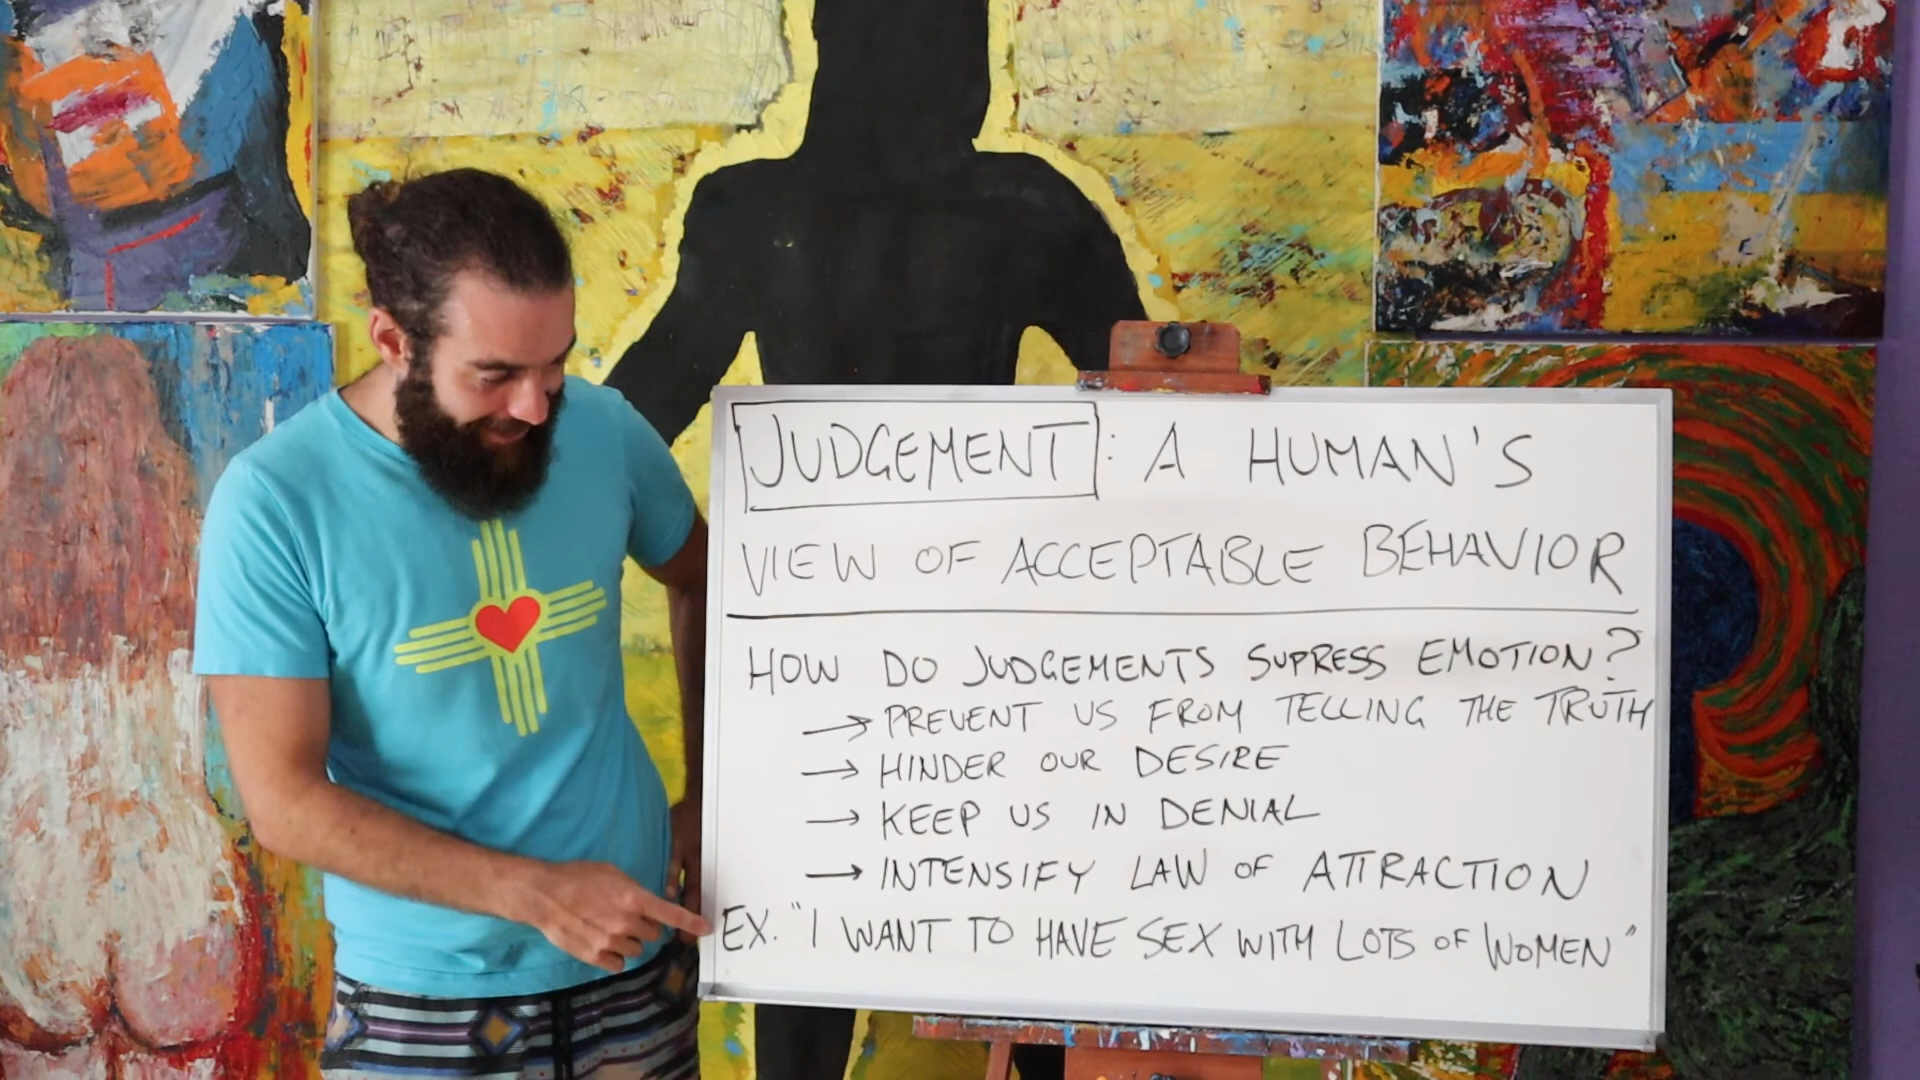 JUDGEMENT: A HUMAN'S
VIEW OF ACCEPTABLE BEHAVIOR
HOW DO JUDGEMENTS SUPRESS EMOTION?
→ PREVENT US FROM TELLING THE TRUTH
→ HINDER OUR DESIRE
→ KEEP US IN DENIAL
→ INTENSIFY LAW OF ATTRACTION
EX. "I WANT TO HAVE SEX WITH LOTS OF WOMEN"